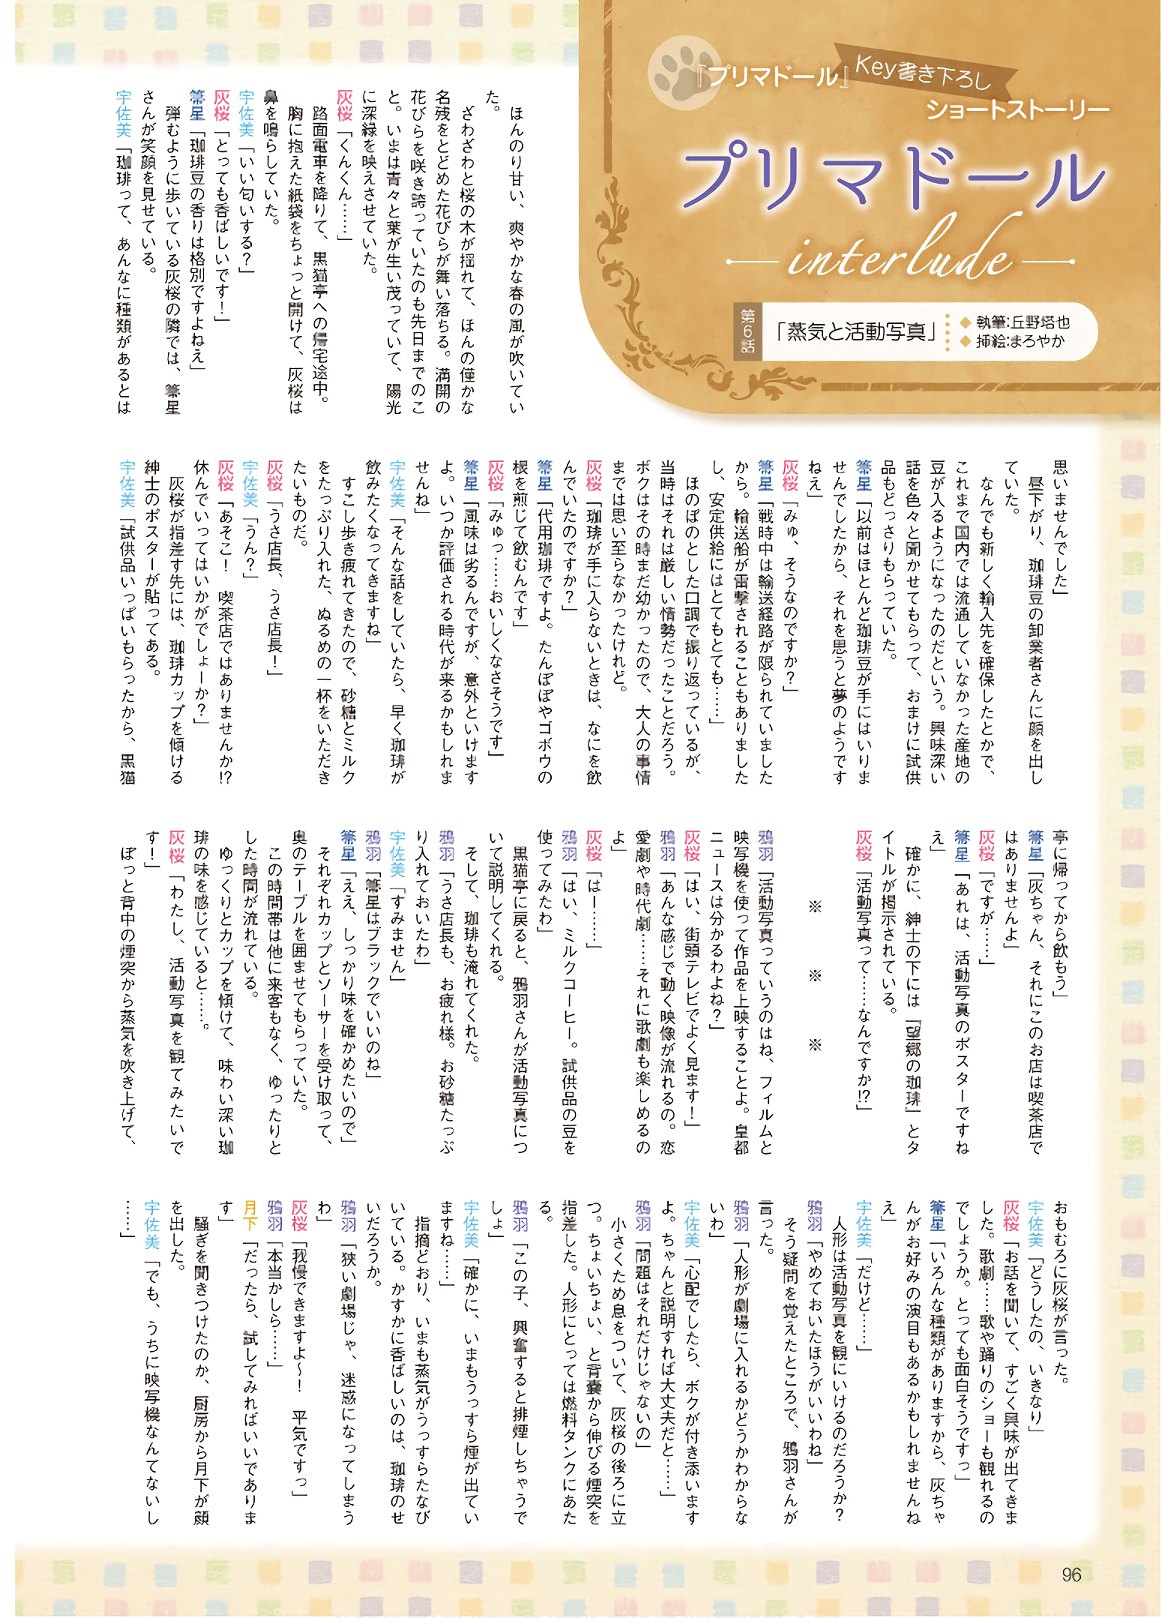 『プリマドール』
Key書き下ろし
ショートストーリー
プリマドール
interlude
第6話
「蒸気と活動写真」
◆執筆:丘野塔也
◆挿絵:まろやか
ほんのり甘い、爽やかな春の風が吹いてい
た。
ざわざわと桜の木が揺れて、ほんの僅かな
名残をとどめた花びらが舞い落ちる。満開の
花びらを咲き誇っていたのも先日までのこ
と。いまは青々と葉が生い茂っていて、陽光
に深緑を映えさせていた。
灰桜「くんくん……」
路面電車を降りて、黒猫亭への帰宅途中。
胸に抱えた紙袋をちょっと開けて、灰桜は
鼻を鳴らしていた。
宇佐美「いい匂いする?」
灰桜「とっても香ばしいです!」
箒星「珈琲豆の香りは格別ですよねえ」
弾むように歩いている灰桜の隣では、箒星
さんが笑顔を見せている。
宇佐美「珈琲って、あんなに種類があるとは
思いませんでした」
昼下がり、珈琲豆の卸業者さんに顔を出し
ていた。
なんでも新しく輸入先を確保したとかで、
これまで国内では流通していなかった産地の
豆が入るようになったのだという。興味深い
話を色々と聞かせてもらって、おまけに試供
品もどっさりもらっていた。
箒星「以前はほとんど珈琲豆が手にはいりま
せんでしたから、それを思うと夢のようです
ねえ」
灰桜「みゅ、そうなのですか?」
箒星「戦時中は輸送経路が限られていました
から。輸送船が雷撃されることもありました
し、安定供給にはとてもとても……」
ほのぼのとした口調で振り返っているが、
当時はそれは厳しい情勢だったことだろう。
ボクはその時まだ幼かったので、大人の事情
までは思い至らなかったけれど。
灰桜「珈琲が手に入らないときは、なにを飲
んでいたのですか?」
箒星「代用珈琲ですよ。たんぽぽやゴボウの
根を煎じて飲むんです」
灰桜「みゅっ……おいしくなさそうです」
箒星「風味は劣るんですが、意外といけます
よ。いつか評価される時代が来るかもしれま
せんね」
宇佐美「そんな話をしていたら、早く珈琲が
飲みたくなってきますね」
すこし歩き疲れてきたので、砂糖とミルク
をたっぷり入れた、ぬるめの一杯をいただき
たいものだ。
灰桜「うさ店長、うさ店長!」
宇佐美「うん?」
灰桜「あそこ! 喫茶店ではありませんか!?
休んでいってはいかがでしょーか?」
灰桜が指差す先には、珈琲カップを傾ける
紳士のポスターが貼ってある。
宇佐美「試供品いっぱいもらったから、黒猫
亭に帰ってから飲もう」
箒星「灰ちゃん、それにこのお店は喫茶店で
はありませんよ」
灰桜「ですが……」
箒星「あれは、活動写真のポスターですね
え」
確かに、紳士の下には『望郷の珈琲』とタ
イトルが掲示されている。
灰桜「活動写真って……なんですか!?」
※　※　※
鴉羽「活動写真っていうのはね、フィルムと
映写機を使って作品を上映することよ。皇都
ニュースは分かるわよね?」
灰桜「はい、街頭テレビでよく見ます!」
鴉羽「あんな感じで動く映像が流れるの。恋
愛劇や時代劇……それに歌劇も楽しめるの
よ」
灰桜「はー……」
鴉羽「はい、ミルクコーヒー。試供品の豆を
使ってみたわ」
黒猫亭に戻ると、鴉羽さんが活動写真につ
いて説明してくれる。
そして、珈琲も淹れてくれた。
鴉羽「うさ店長も、お疲れ様。お砂糖たっぷ
り入れておいたわ」
宇佐美「すみません」
鴉羽「箒星はブラックでいいのね」
箒星「ええ、しっかり味を確かめたいので」
それぞれカップとソーサーを受け取って、
奥のテーブルを囲ませてもらっていた。
この時間帯は他に来客もなく、ゆったりと
した時間が流れている。
ゆっくりとカップを傾けて、味わい深い珈
琲の味を感じていると……。
灰桜「わたし、活動写真を観てみたいで
す!」
ぼっと背中の煙突から蒸気を吹き上げて、
おもむろに灰桜が言った。
宇佐美「どうしたの、いきなり」
灰桜「お話を聞いて、すごく興味が出てきま
した。歌劇……歌や踊りのショーも観れるの
でしょうか。とっても面白そうですっ」
箒星「いろんな種類がありますから、灰ちゃ
んがお好みの演目もあるかもしれませんね
え」
宇佐美「だけど……」
人形は活動写真を観にいけるのだろうか?
鴉羽「やめておいたほうがいいわね」
そう疑問を覚えたところで、鴉羽さんが
言った。
鴉羽「人形が劇場に入れるかどうかわからな
いわ」
宇佐美「心配でしたら、ボクが付き添います
よ。ちゃんと説明すれば大丈夫だと……」
鴉羽「問題はそれだけじゃないの」
小さくため息をついて、灰桜の後ろに立
つ。ちょいちょい、と背嚢から伸びる煙突を
指差した。人形にとっては燃料タンクにあた
る。
鴉羽「この子、興奮すると排煙しちゃうで
しょ」
宇佐美「確かに、いまもうっすら煙が出てい
ますね……」
指摘どおり、いまも蒸気がうっすらたなび
いている。かすかに香ばしいのは、珈琲のせ
いだろうか。
鴉羽「狭い劇場じゃ、迷惑になってしまう
わ」
灰桜「我慢できますよ〜! 平気ですっ」
鴉羽「本当かしら……」
月下「だったら、試してみればいいでありま
す」
騒ぎを聞きつけたのか、厨房から月下が顔
を出した。
宇佐美「でも、うちに映写機なんてないし
……」
96